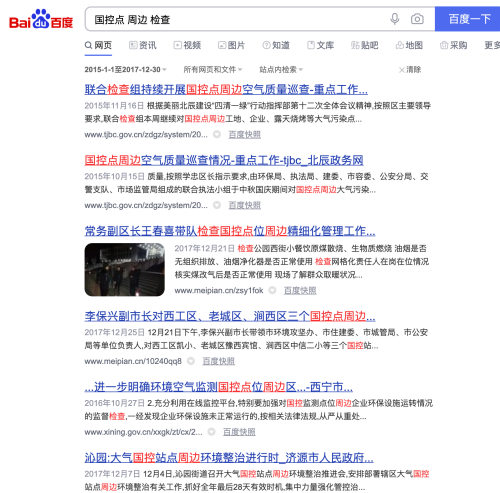 Bai du 百度
国控点 周边 检查
百度一下
网页 资讯 视频 图片 知道 文库 贴吧 地图 采购 更多
2015-1-1至2017-12-30 所有网页和文件 站点内检索 清除
联合检查组持续开展国控点周边空气质量巡查-重点工作...
2015年11月16日 根据美丽北辰建设“四清一绿”行动指挥部第十二次全体会议精神,按照区主要领导
要求,联合检查组本周继续对国控点周边工地、企业、露天烧烤等大气污染点...
www.tjbc.gov.cn/zdgz/system/20... 百度快照
国控点周边空气质量巡查情况-重点工作-tjbc_北辰政务网
2015年10月15日 质量,按照学忠区长指示要求,由环保局、执法局、建委、市容委、公安分局、交
警支队、市场监管局组成的联合执法小组于中秋国庆期间对国控点周边大气污染...
www.tjbc.gov.cn/zdgz/system/20... 百度快照
常务副区长王春喜带队检查国控点位周边精细化管理工作...
2017年12月21日 检查公园西街小餐饮原煤散烧、生物质燃烧 油烟是否
无组织排放、油烟净化器是否正常使用 检查网格化责任人在岗在位情况
核实煤改气后是否正常使用 现场了解群众取暖状况...
www.meipian.cn/zsy1fok 百度快照
李保兴副市长对西工区、老城区、涧西区三个国控点周边...
2017年12月25日 12月21日下午,李保兴副市长带领市环境攻坚办、市住建委、市城管局、市公安
局等单位负责人,对西工区凯小、老城区豫西宾馆、涧西区中信二小等三个国控站...
www.meipian.cn/10240qq8 百度快照
...进一步明确环境空气监测国控点位周边区...-西宁市...
2016年10月27日 2.充分利用在线监控平台,特别要加强对国控监测点位周边企业环保设施运转情况
的监督检查,一经发现企业环保设施未正常运行的,按相关法律法规,从严从重处...
www.xining.gov.cn/xxgk/zt/cx/2... 百度快照
沁园:大气国控站点周边环境整治进行时_济源市人民政府...
2017年12月7日 12月4日,沁园街道召开大气国控站点周边环境整治推进会,安排部署辖区大气国控
站点周边环境整治有关工作,抓好全年最后28天有效时机,集中力量强化管控治...